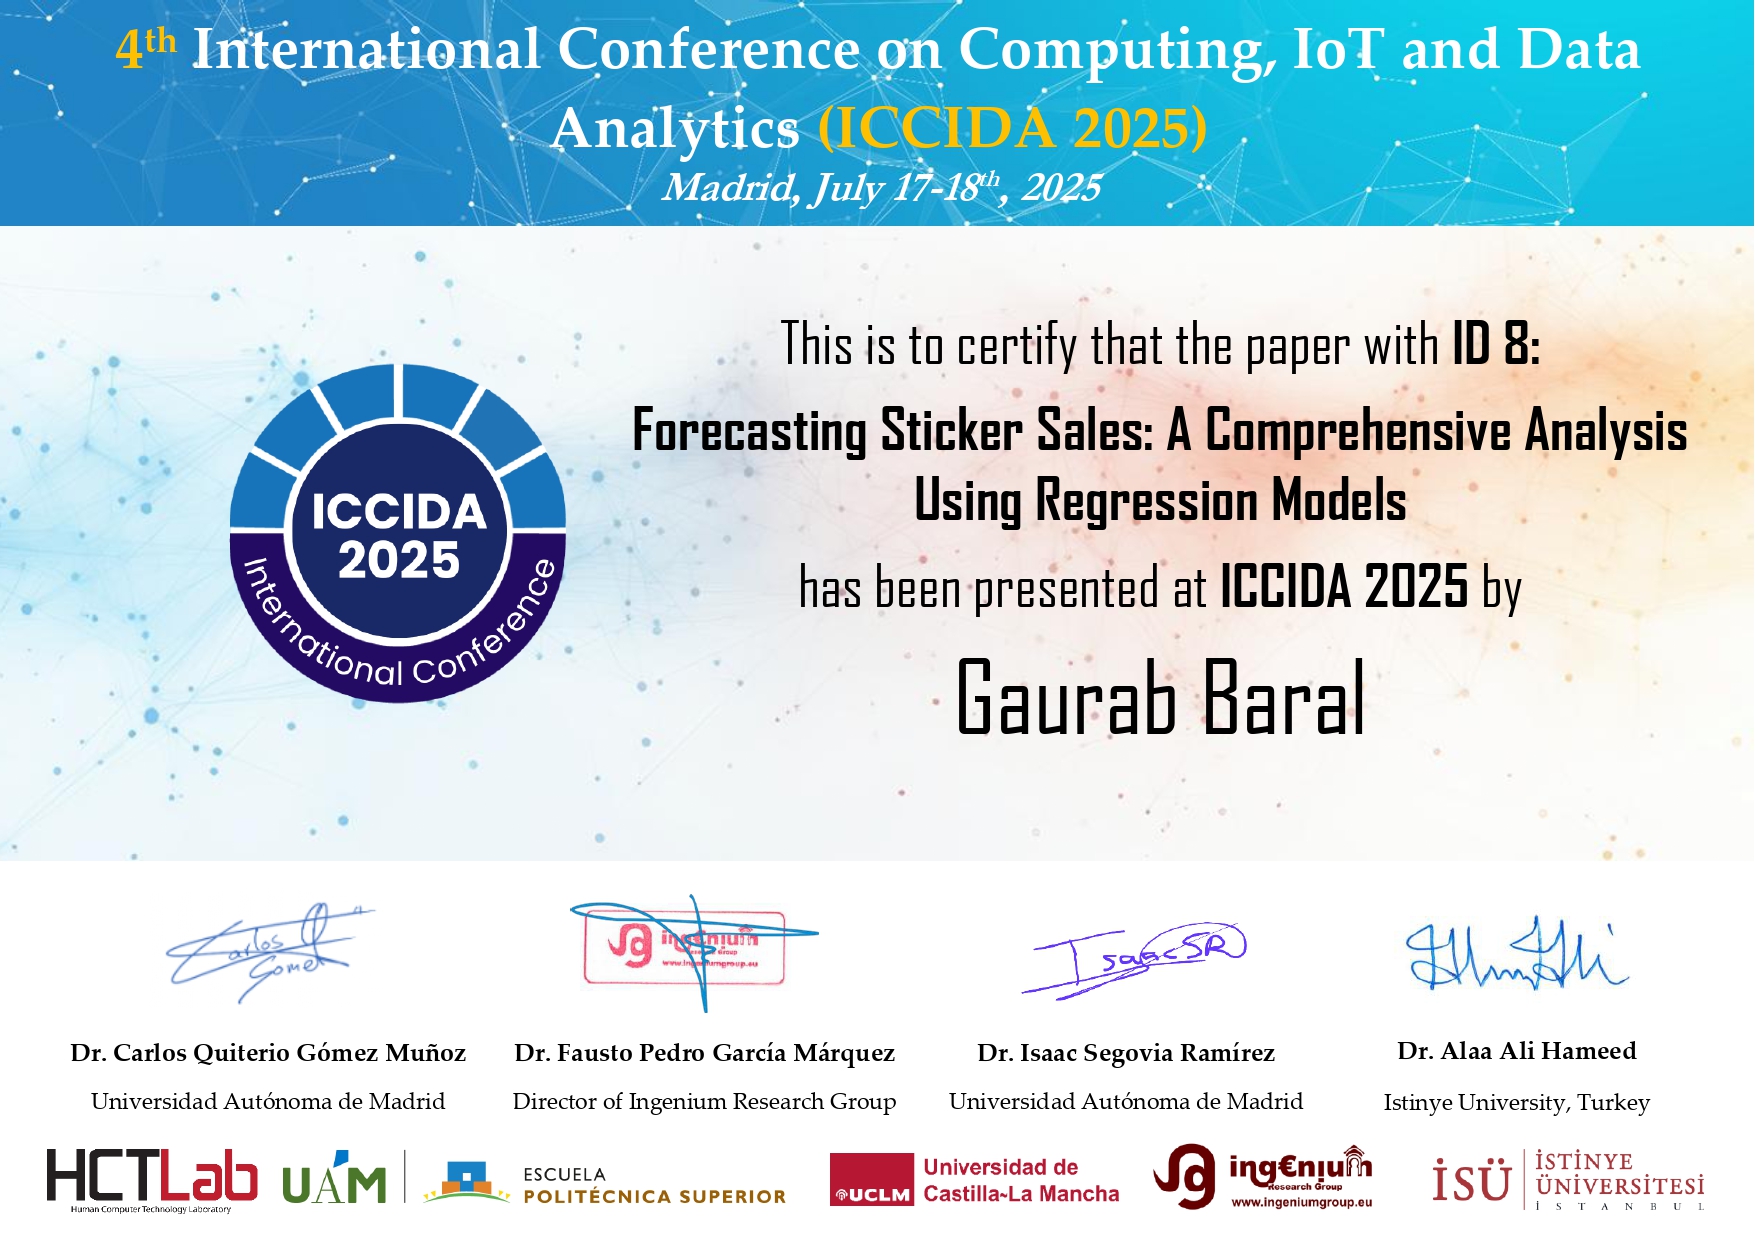 4th International Conference on Computing, IoT and Data
Analytics (ICCIDA 2025)
Madrid, July 17-18th, 2025
ICCIDA
2025
International Conference
This is to certify that the paper with ID 8:
Forecasting Sticker Sales: A Comprehensive Analysis
Using Regression Models
has been presented at ICCIDA 2025 by
Gaurab Baral
Carlos
Gomez
ing€nium
Research Group
www.ingeniumgroup.eu
Isaac SR
Dr. Carlos Quiterio Gómez Muñoz
Universidad Autónoma de Madrid
Dr. Fausto Pedro García Márquez
Director of Ingenium Research Group
Dr. Isaac Segovia Ramírez
Universidad Autónoma de Madrid
Dr. Alaa Ali Hameed
Istinye University, Turkey
HCTLab
Human Computer Technology Laboratory
UAM
ESCUELA
POLITÉCNICA SUPERIOR
UCLM
Universidad de
Castilla~La Mancha
ing€nium
Research Group
www.ingeniumgroup.eu
İSÜ
İSTİNYE
ÜNİVERSİTESİ
İSTANBUL